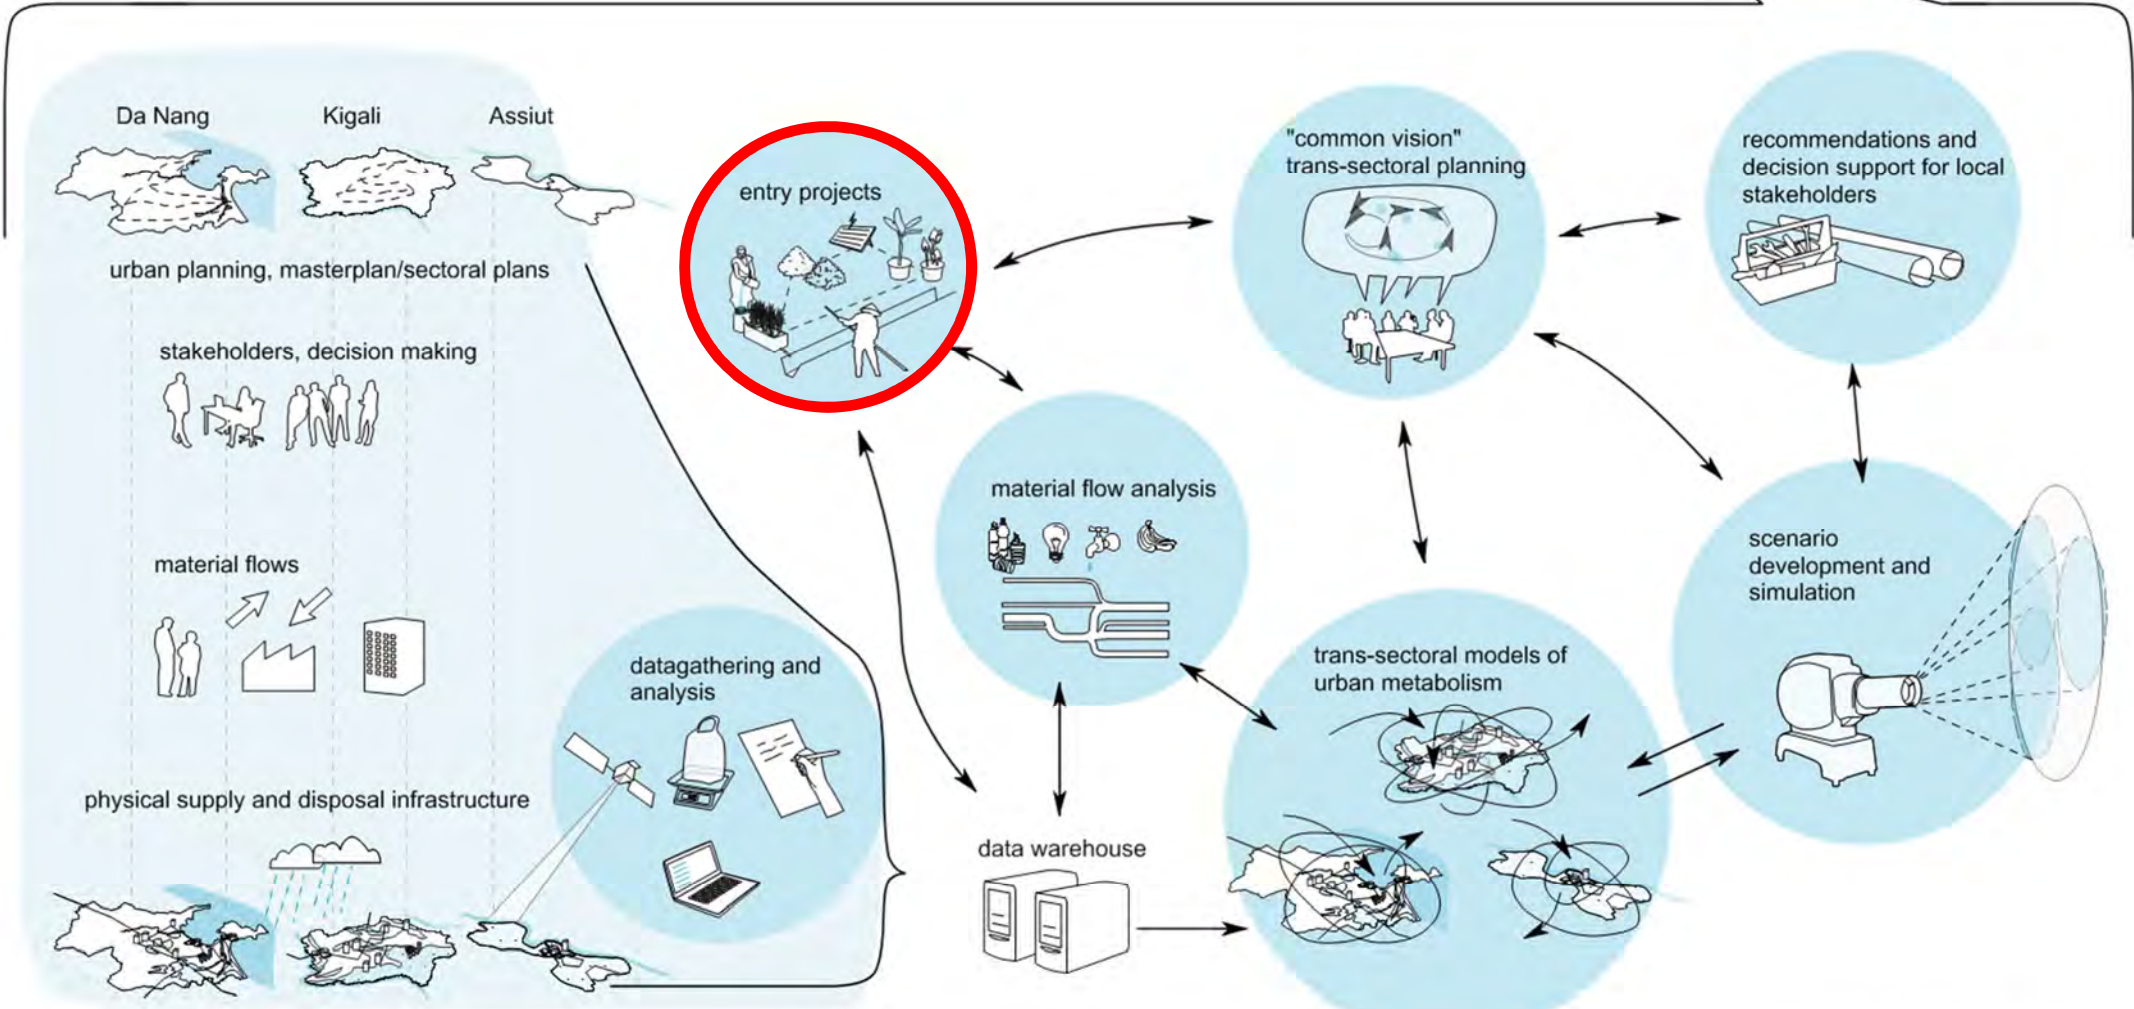 Da Nang
Kigali
Assiut
urban planning, masterplan/sectoral plans
stakeholders, decision making
material flows
physical supply and disposal infrastructure
datagathering and
analysis
entry projects
material flow analysis
data warehouse
"common vision"
trans-sectoral planning
trans-sectoral models of
urban metabolism
recommendations and
decision support for local
stakeholders
scenario
development and
simulation